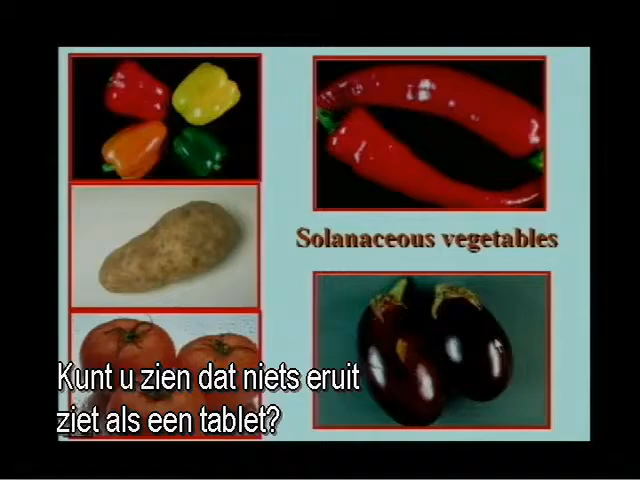 Solanaceous vegetables
Kunt u zien dat niets eruit
ziet als een tablet?